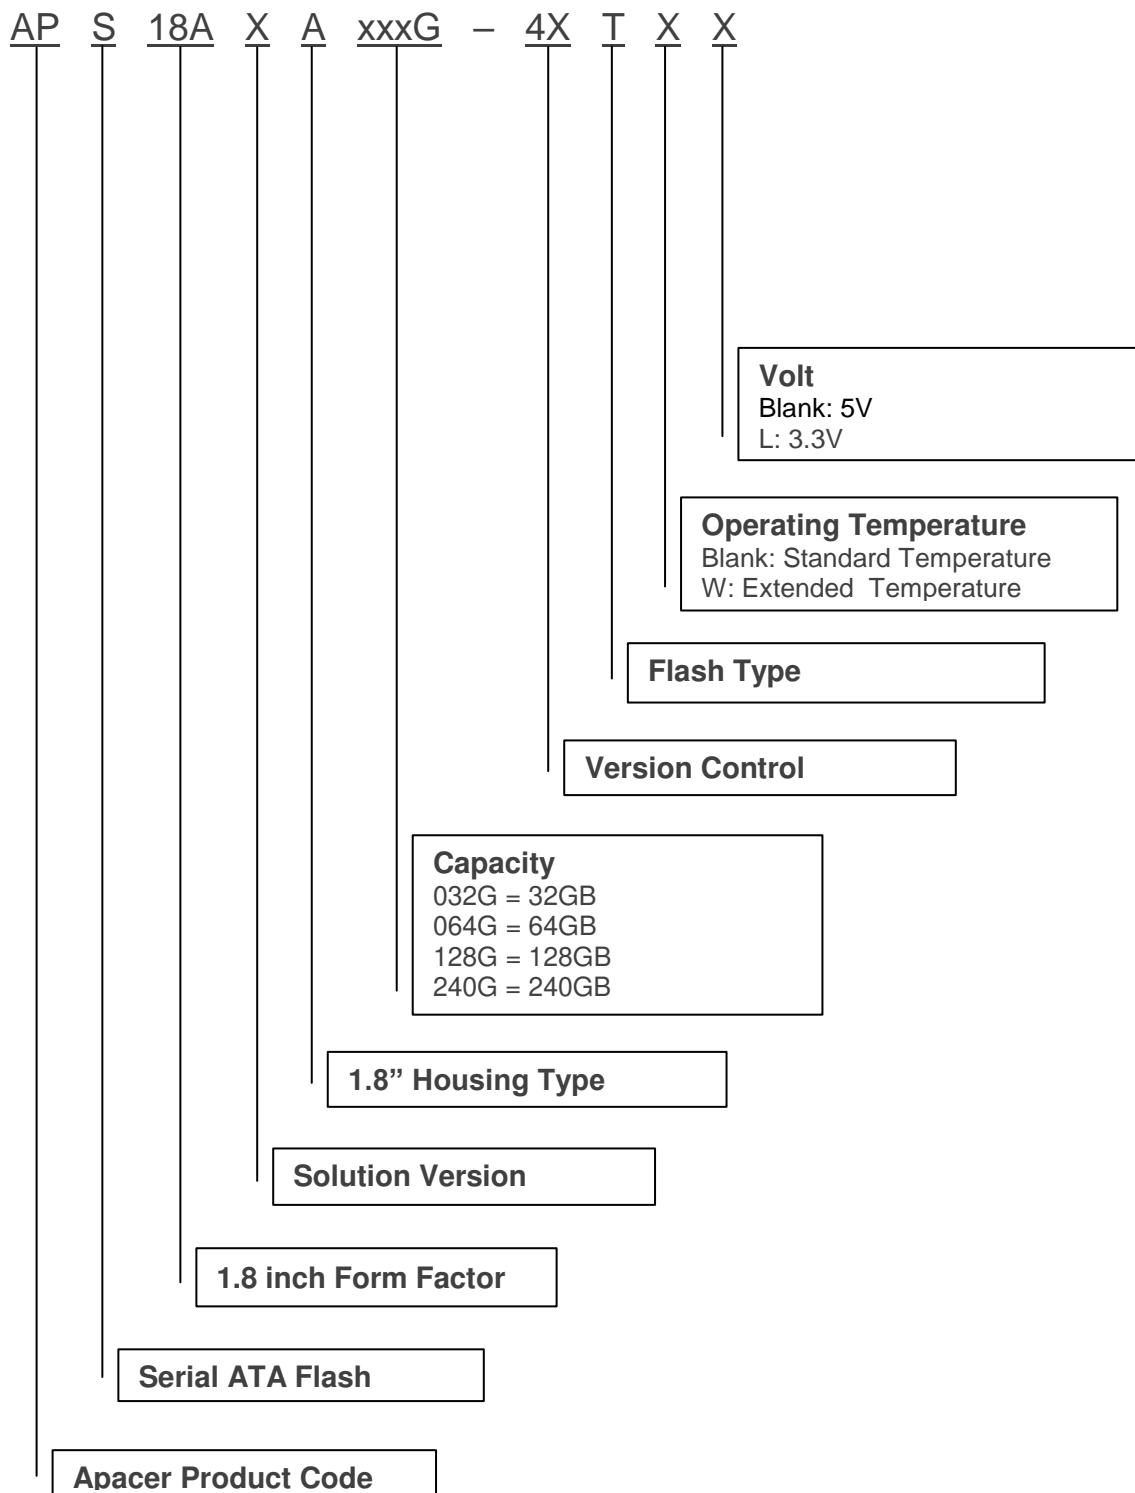 AP S 18A X A xxxG – 4X T X X
Volt
Blank: 5V
L: 3.3V
Operating Temperature
Blank: Standard Temperature
W: Extended Temperature
Flash Type
Version Control
Capacity
032G = 32GB
064G = 64GB
128G = 128GB
240G = 240GB
1.8” Housing Type
Solution Version
1.8 inch Form Factor
Serial ATA Flash
Apacer Product Code